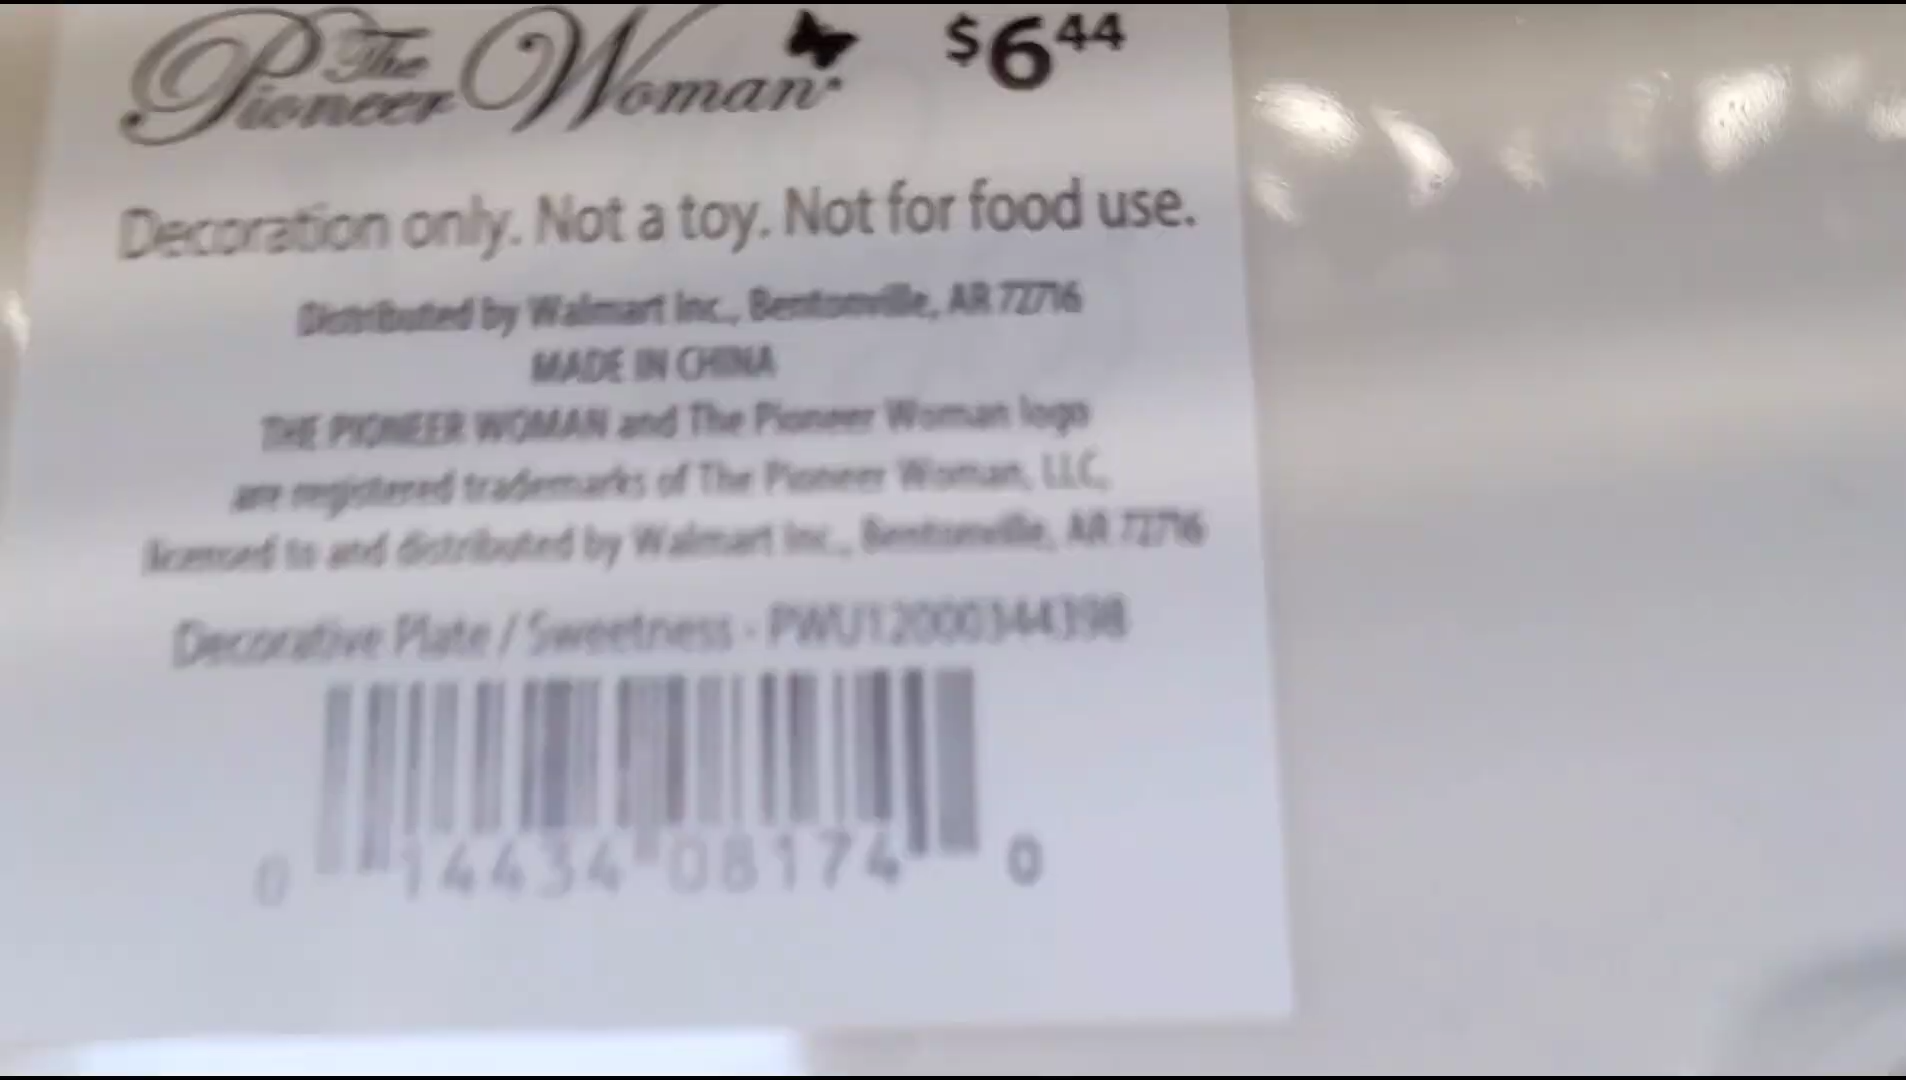 The Pioneer Woman $6.44
Decoration only. Not a toy. Not for food use.
Distributed by Walmart Inc., Bentonville, AR 72716
MADE IN CHINA
THE PIONEER WOMAN and The Pioneer Woman logo
are registered trademarks of The Pioneer Woman, LLC,
licensed to and distributed by Walmart Inc., Bentonville, AR 72716
Decorative Plate / Sweetness - PWU12000344398
0 14434 08174 0